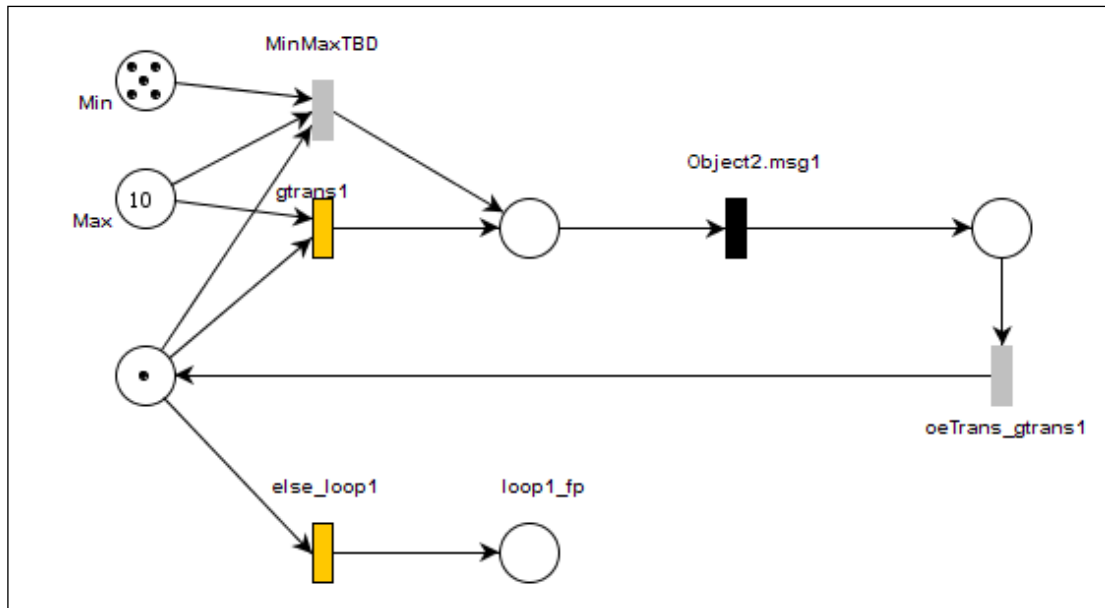 MinMaxTBD
Min
10
Max
gtrans1
Object2.msg1
oeTrans_gtrans1
else_loop1
loop1_fp